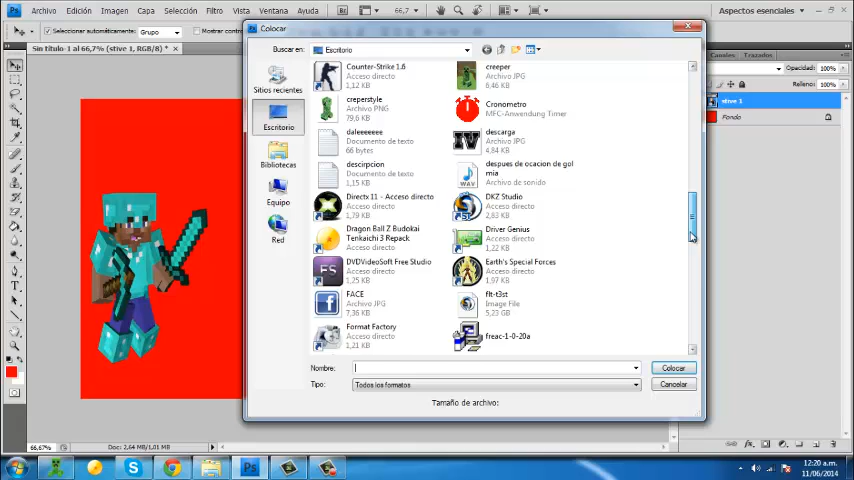 Archivo Edición Imagen Capa Selección Filtro Vista Ventana Ayuda
66,7
Aspectos esenciales
Seleccionar automáticamente: Grupo
Mostrar controles
Sin título-1 al 66,7% (stive 1, RGB/8) *
Colocar
Buscar en: Escritorio
Sitios recientes
Escritorio
Bibliotecas
Equipo
Red
Counter-Strike 1.6
Acceso directo
1,12 KB
creeper
Archivo JPG
6,46 KB
creperstyle
Archivo PNG
79,6 KB
Cronometro
MFC-Anwendung Timer
daleeeeeee
Documento de texto
66 bytes
descarga
Archivo JPG
4,84 KB
descirpcion
Documento de texto
1,15 KB
despues de ocacion de gol
mia
Archivo de sonido
Directx 11 - Acceso directo
Acceso directo
1,79 KB
DKZ Studio
Acceso directo
2,83 KB
Dragon Ball Z Budokai
Tenkaichi 3 Repack
Acceso directo
Driver Genius
Acceso directo
1,22 KB
DVDVideoSoft Free Studio
Acceso directo
1,25 KB
Earth's Special Forces
Acceso directo
1,97 KB
FACE
Archivo JPG
7,36 KB
flt-t3st
Archivo de imagen
5,23 GB
Format Factory
Acceso directo
1,21 KB
freac-1-0-20a
Nombre:
Colocar
Tipo: Todos los formatos
Cancelar
Tamaño de archivo:
Canales Trazados
Opacidad: 100%
Relleno: 100%
stive 1
Fondo
66,67% Doc: 2,64 MB/1,01 MB
12:20 a.m.
11/06/2014